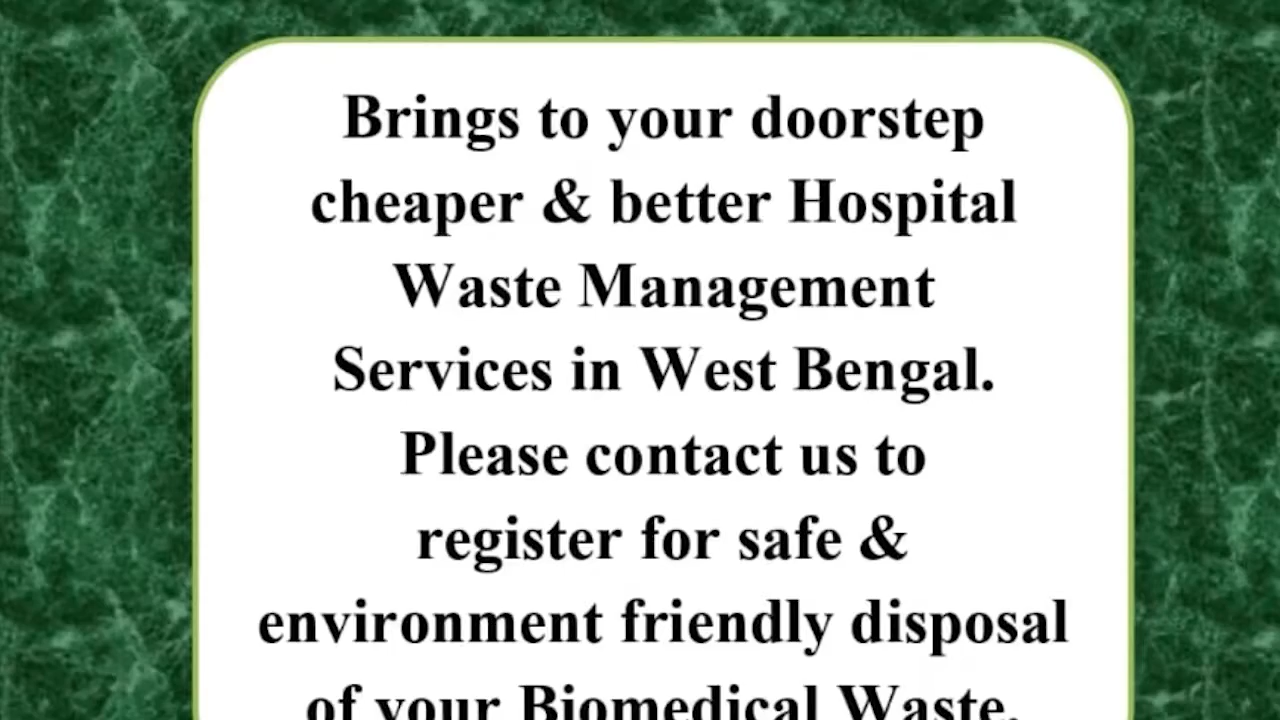 Brings to your doorstep
cheaper & better Hospital
Waste Management
Services in West Bengal.
Please contact us to
register for safe &
environment friendly disposal
of your Biomedical Waste.